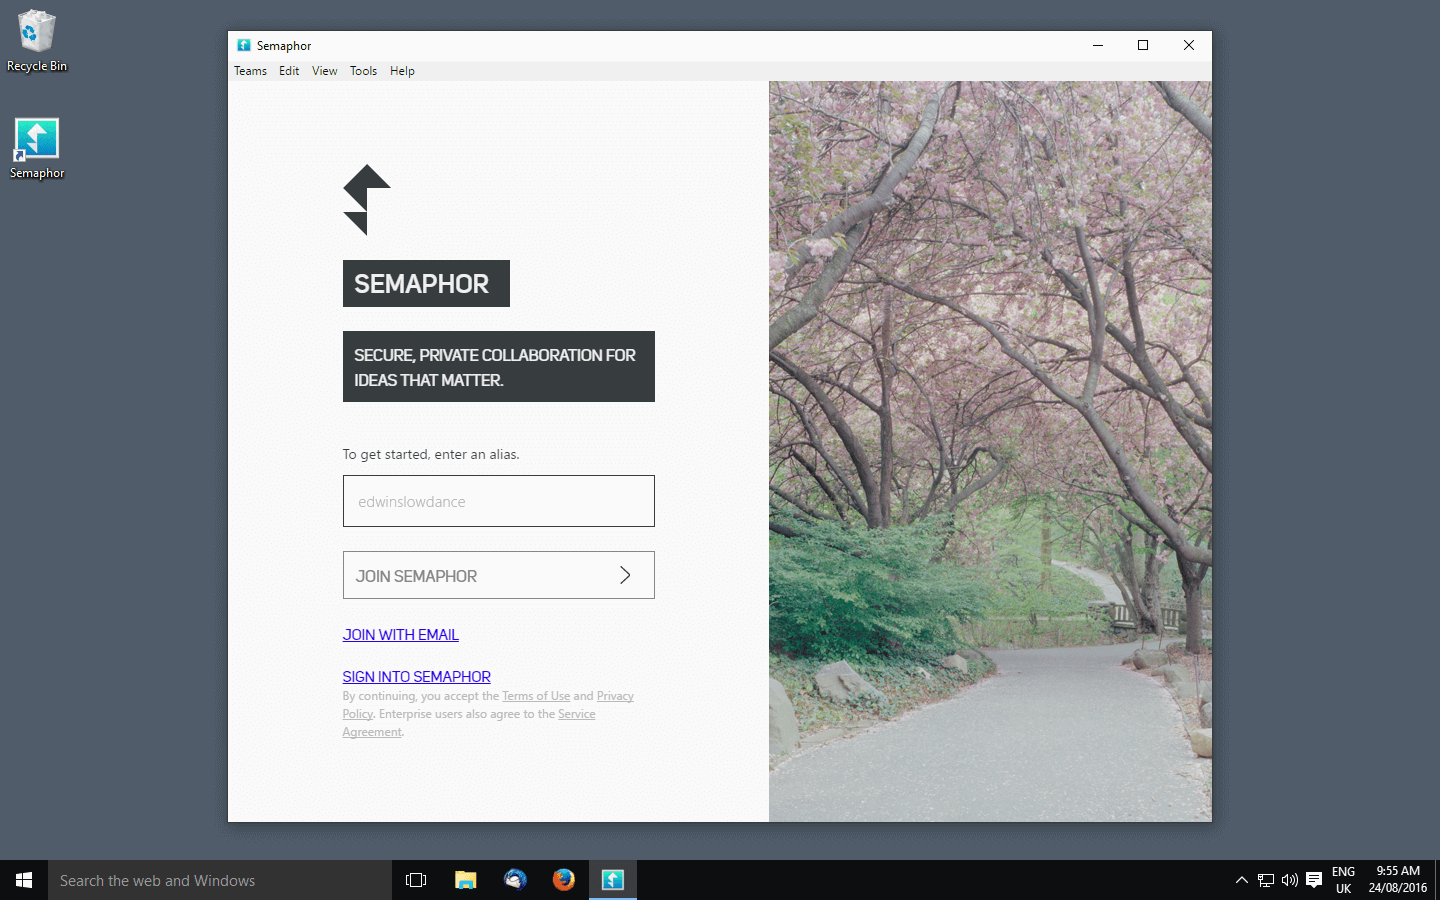 Recycle Bin
Semaphor
Semaphor
Teams Edit View Tools Help
SEMAPHOR
SECURE, PRIVATE COLLABORATION FOR
IDEAS THAT MATTER.
To get started, enter an alias.
edwinslowdance
JOIN SEMAPHOR
JOIN WITH EMAIL
SIGN INTO SEMAPHOR
By continuing, you accept the Terms of Use and Privacy
Policy. Enterprise users also agree to the Service
Agreement.
Search the web and Windows
ENG
UK
9:55 AM
24/08/2016